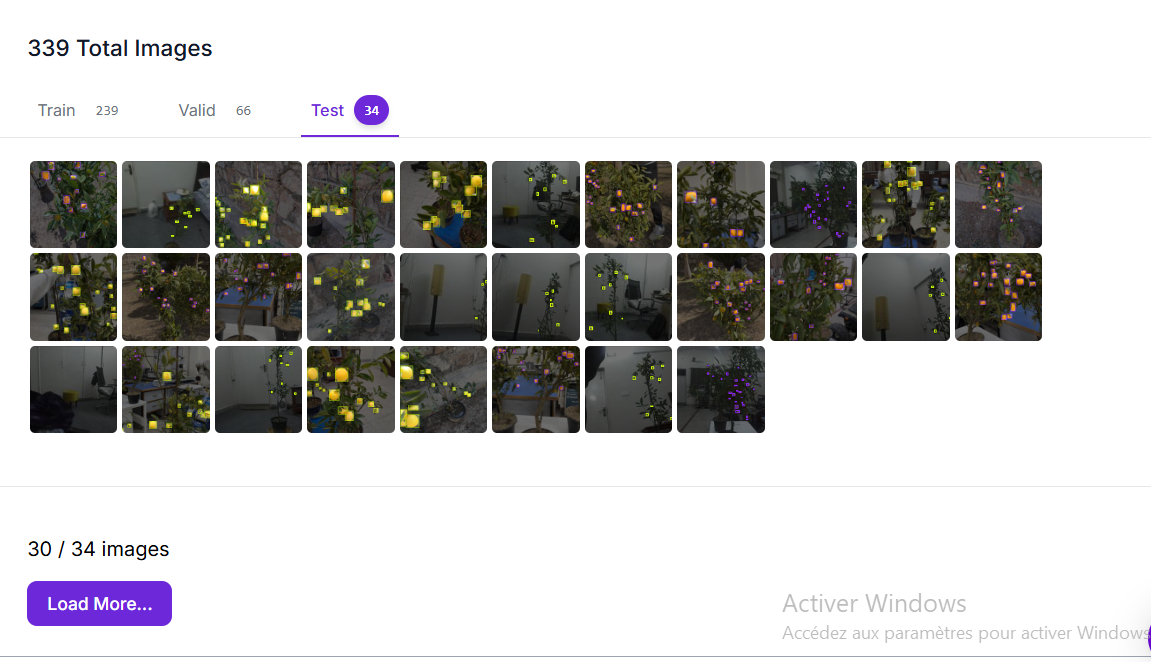 339 Total Images
Train 239 Valid 66 Test 34
30 / 34 images
Load More...
Activer Windows
Accédez aux paramètres pour activer Windows